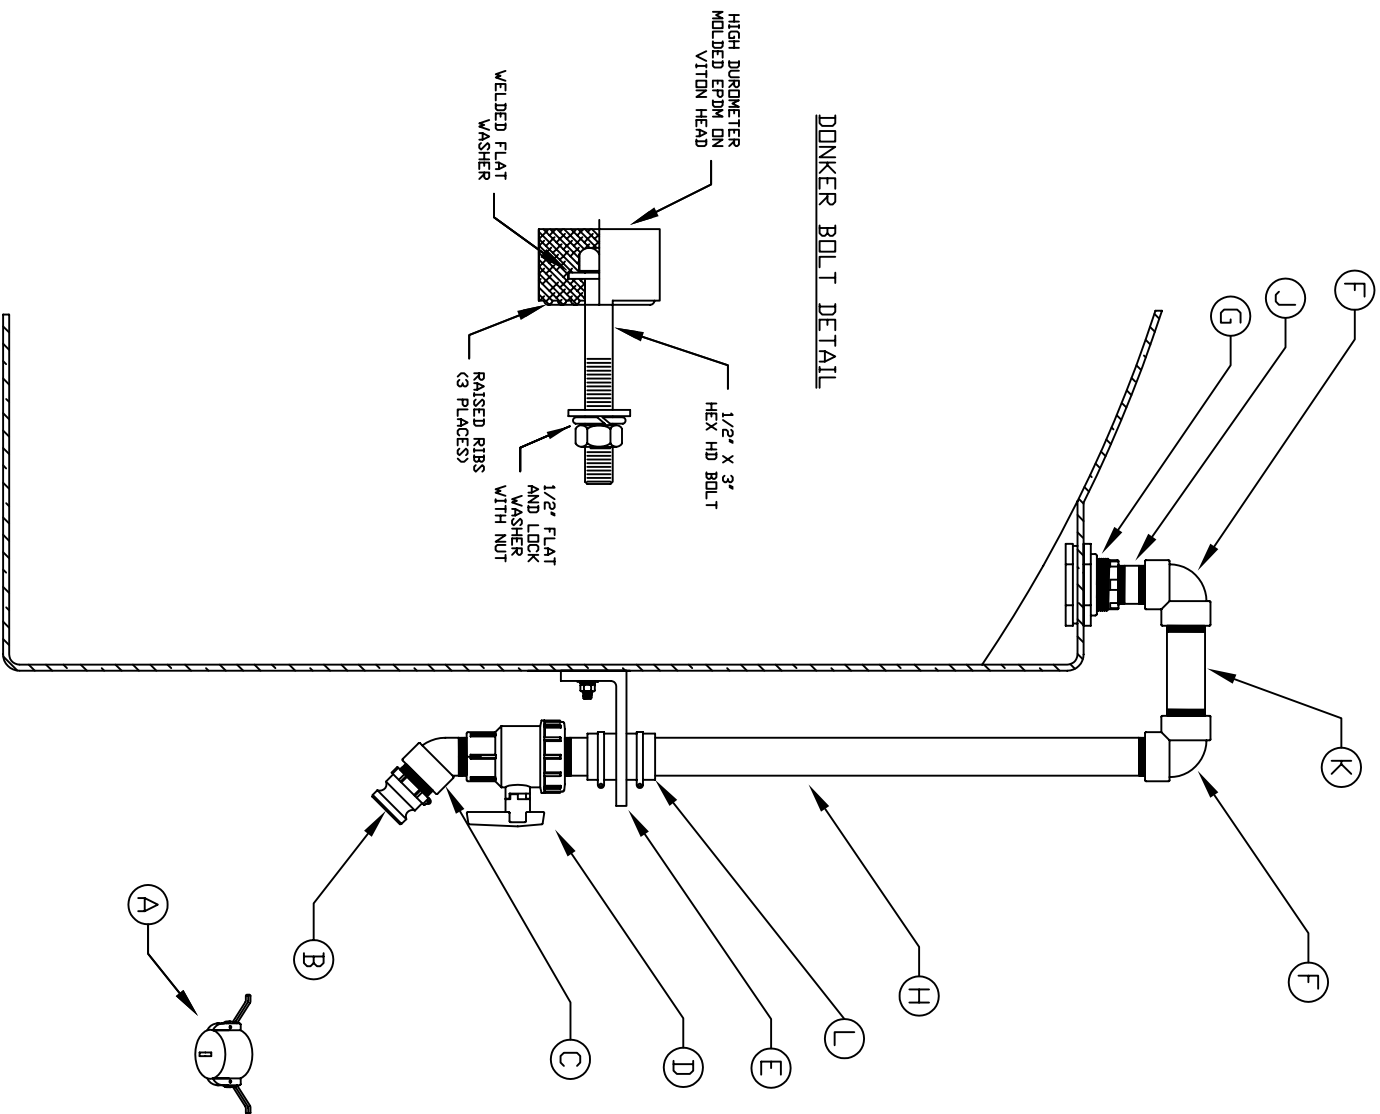 DONKER BOLT DETAIL
HIGH DUROMETER
MOLDED EPDM ON
VITON HEAD
WELDED FLAT
WASHER
1/2" X 3"
HEX HD BOLT
RAISED RIBS
(3 PLACES)
1/2" FLAT
AND LOCK
WASHER
WITH NUT
F
J
G
K
F
H
L
E
D
C
B
A